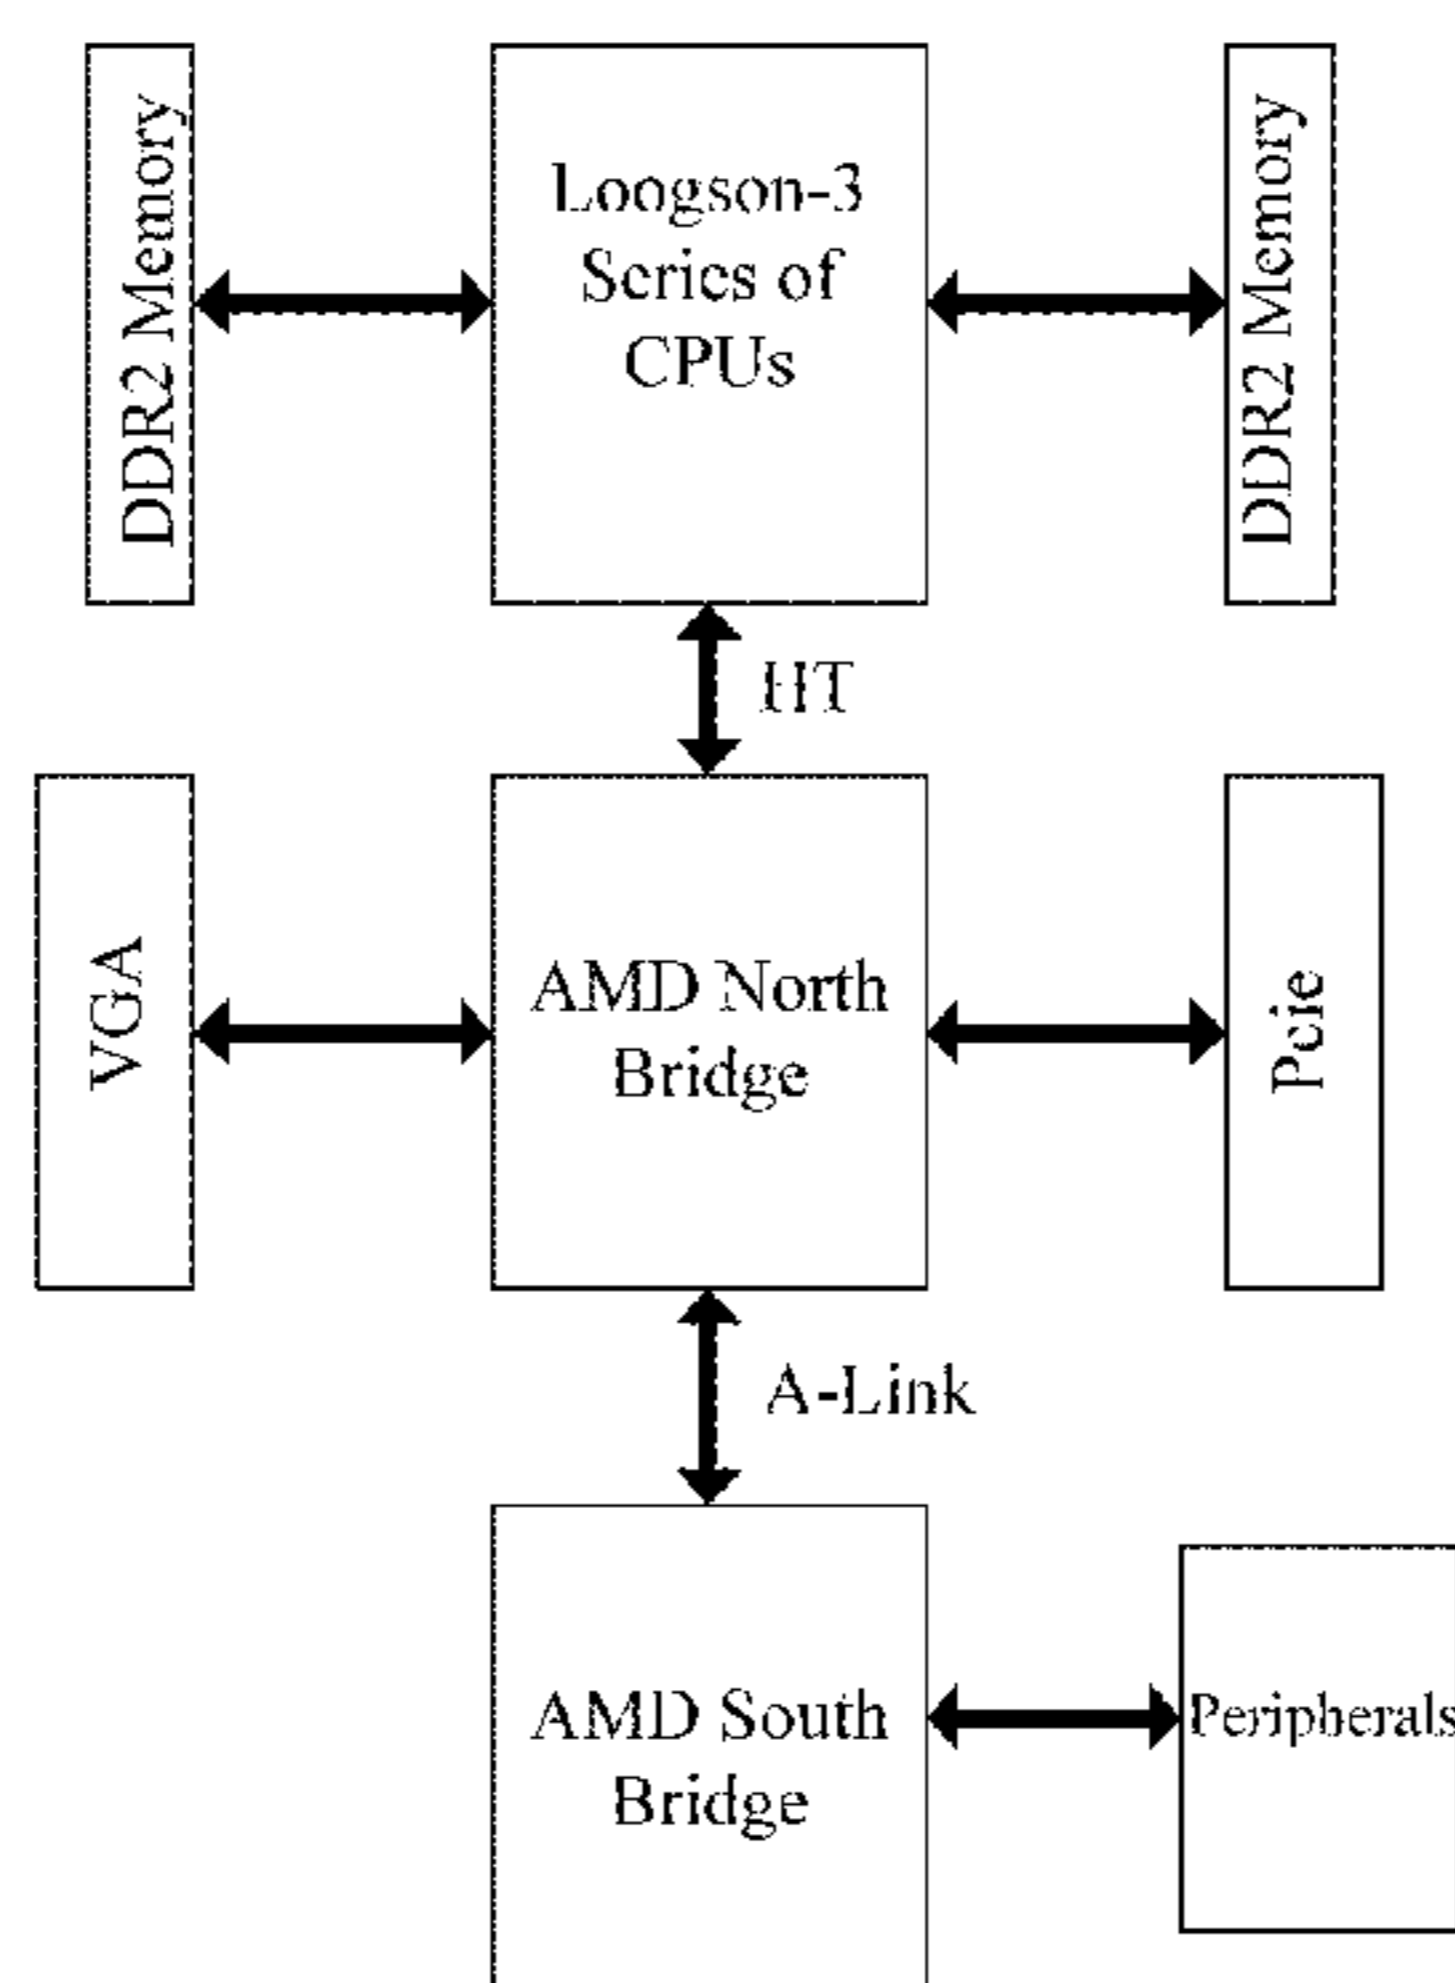 DDR2 Memory
Loogson-3
Series of
CPUs
DDR2 Memory
HT
VGA
AMD North
Bridge
Pcie
A-Link
AMD South
Bridge
Peripherals